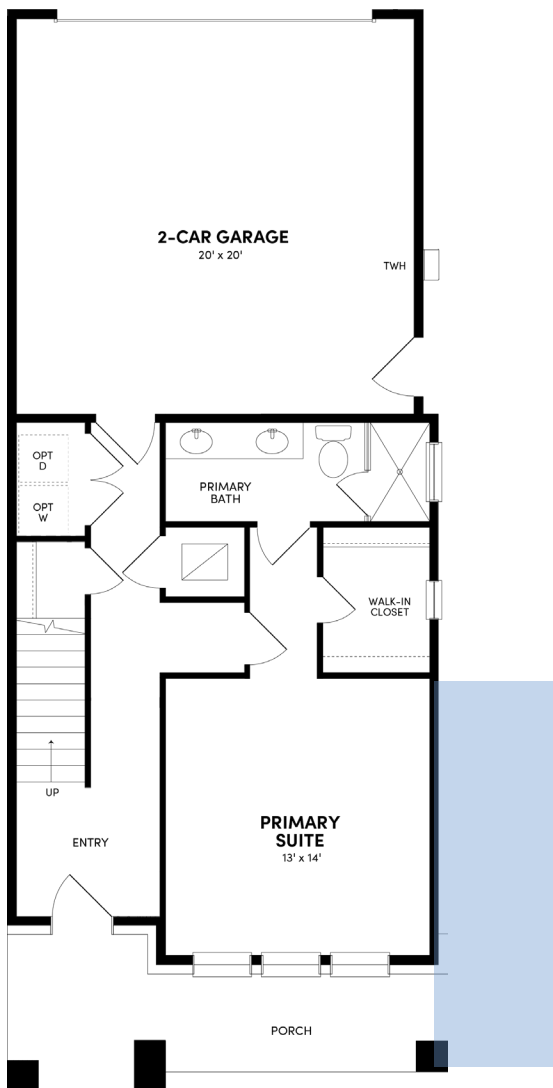 2-CAR GARAGE
20' x 20'
TWH
OPT
D
OPT
W
PRIMARY
BATH
WALK-IN
CLOSET
UP
ENTRY
PRIMARY
SUITE
13' x 14'
PORCH